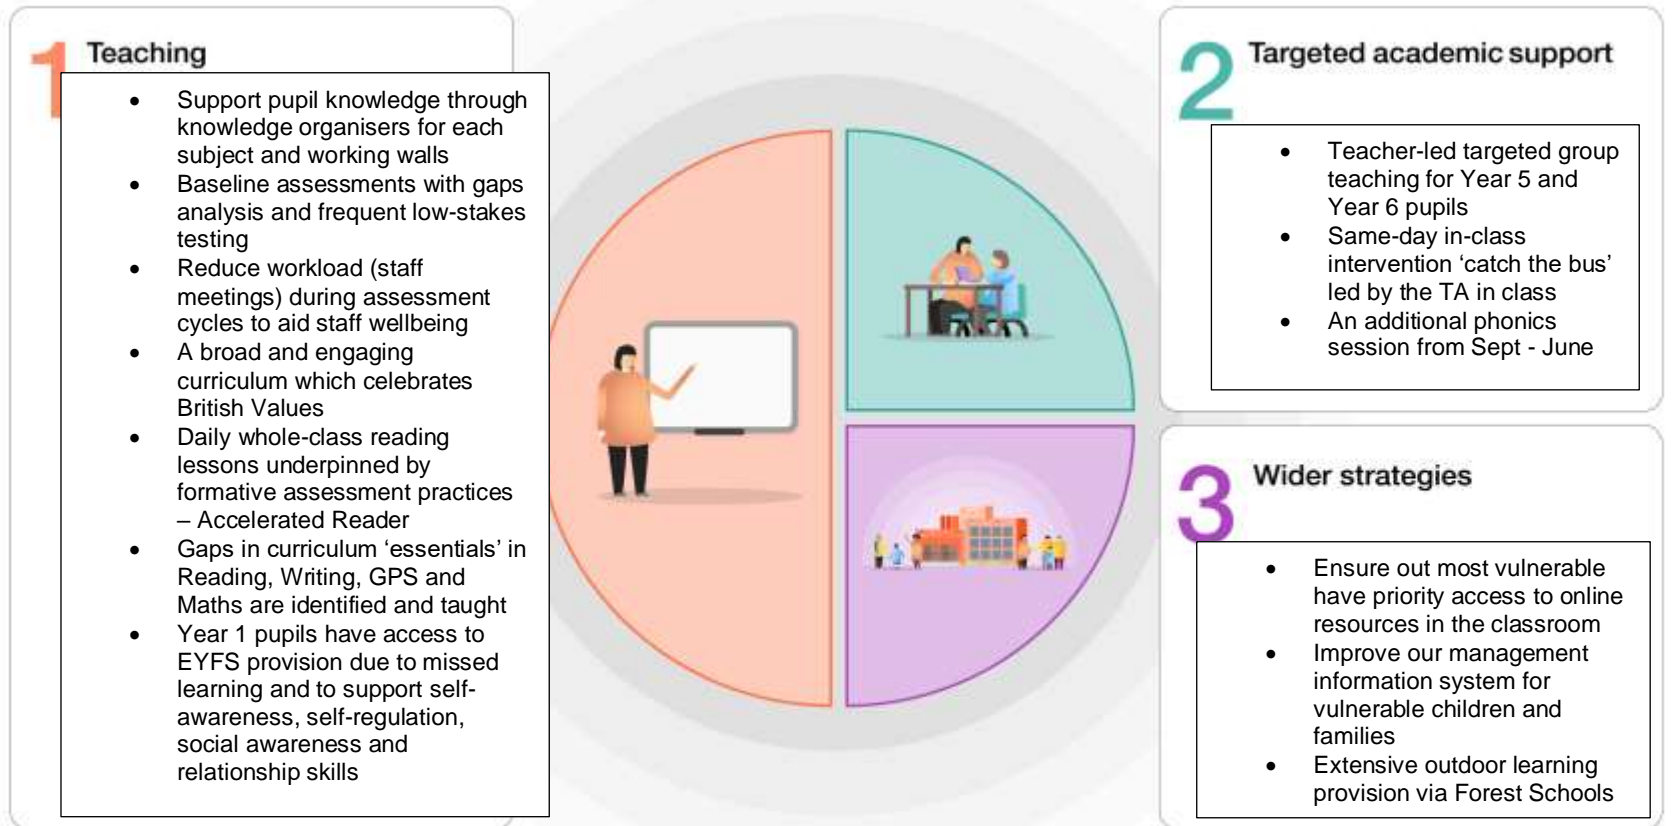 1 Teaching
• Support pupil knowledge through
knowledge organisers for each
subject and working walls
• Baseline assessments with gaps
analysis and frequent low-stakes
testing
• Reduce workload (staff
meetings) during assessment
cycles to aid staff wellbeing
• A broad and engaging
curriculum which celebrates
British Values
• Daily whole-class reading
lessons underpinned by
formative assessment practices
– Accelerated Reader
• Gaps in curriculum ‘essentials’ in
Reading, Writing, GPS and
Maths are identified and taught
• Year 1 pupils have access to
EYFS provision due to missed
learning and to support self-
awareness, self-regulation,
social awareness and
relationship skills
2 Targeted academic support
• Teacher-led targeted group
teaching for Year 5 and
Year 6 pupils
• Same-day in-class
intervention ‘catch the bus’
led by the TA in class
• An additional phonics
session from Sept - June
3 Wider strategies
• Ensure out most vulnerable
have priority access to online
resources in the classroom
• Improve our management
information system for
vulnerable children and
families
• Extensive outdoor learning
provision via Forest Schools